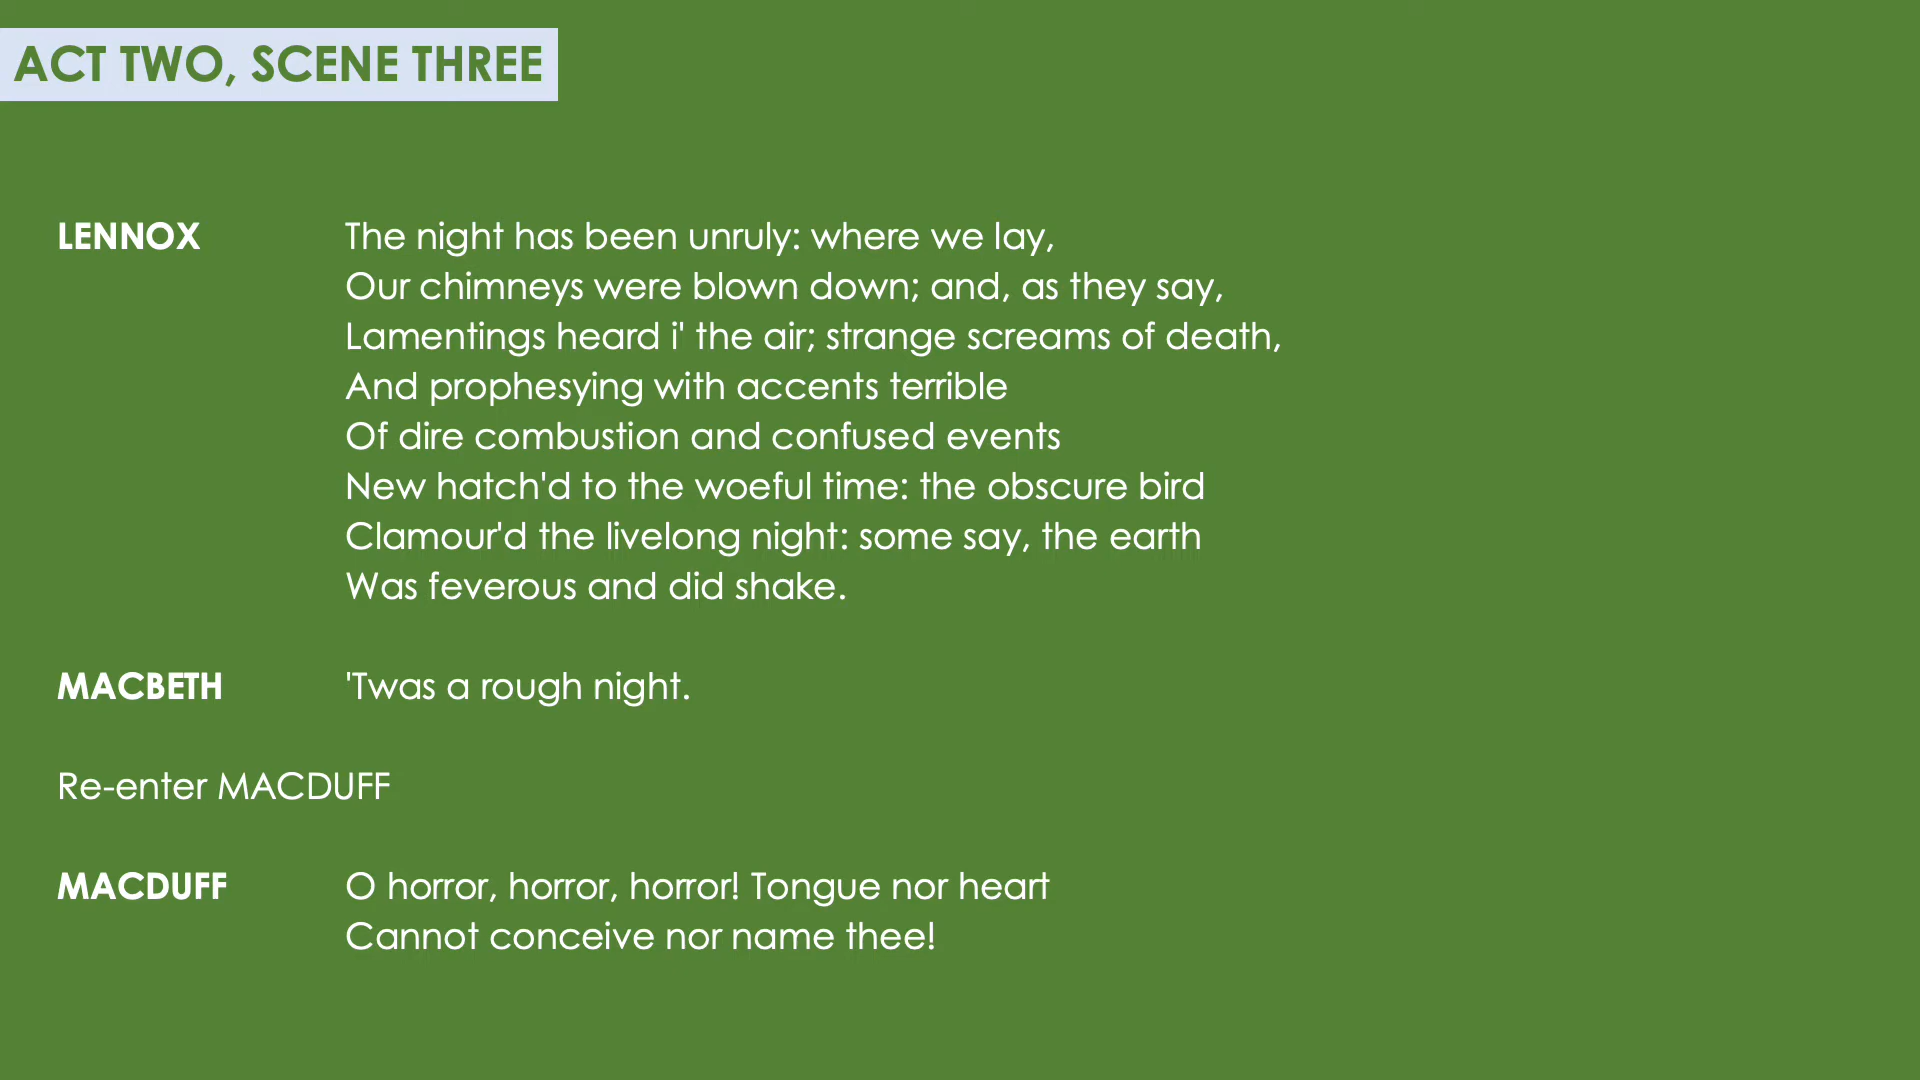 ACT TWO, SCENE THREE
LENNOX The night has been unruly: where we lay,
Our chimneys were blown down; and, as they say,
Lamentings heard i' the air; strange screams of death,
And prophesying with accents terrible
Of dire combustion and confused events
New hatch'd to the woeful time: the obscure bird
Clamour'd the livelong night: some say, the earth
Was feverous and did shake.
MACBETH 'Twas a rough night.
Re-enter MACDUFF
MACDUFF O horror, horror, horror! Tongue nor heart
Cannot conceive nor name thee!